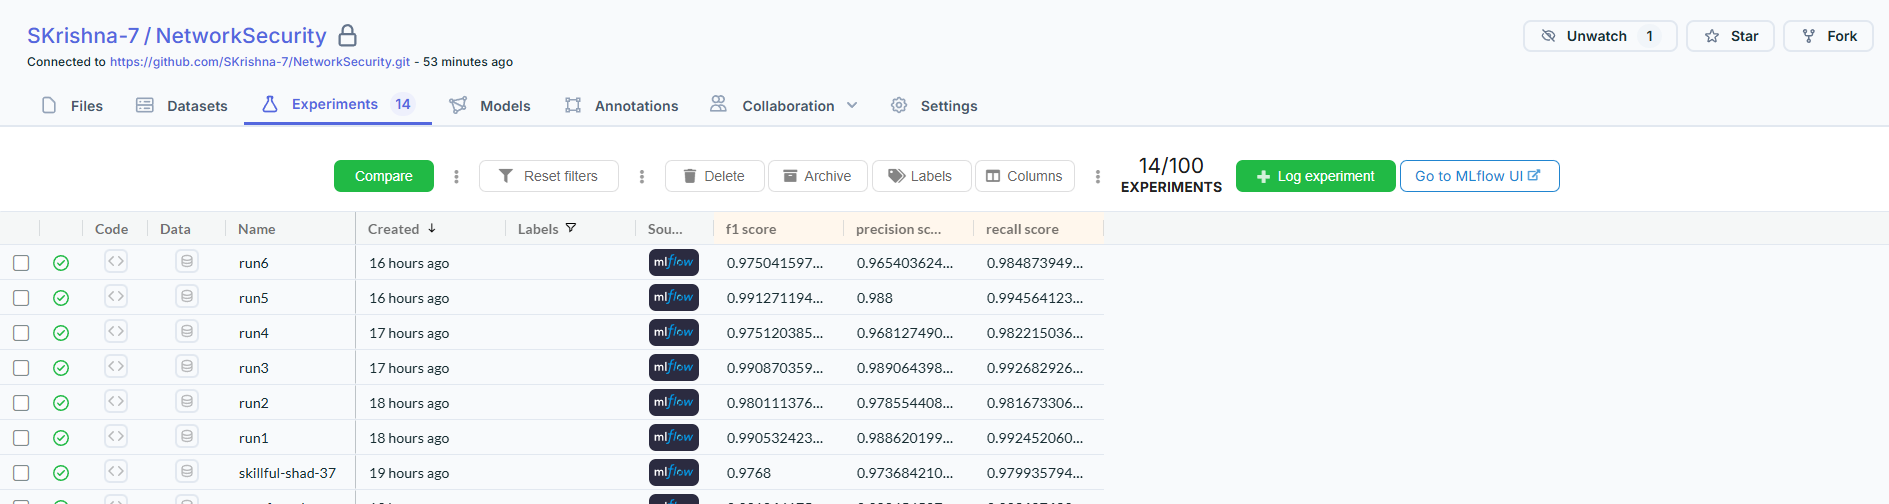 SKrishna-7 / NetworkSecurity
Unwatch 1 Star Fork
Connected to https://github.com/SKrishna-7/NetworkSecurity.git - 53 minutes ago
Files Datasets Experiments 14 Models Annotations Collaboration Settings
Compare Reset filters Delete Archive Labels Columns 14/100 EXPERIMENTS Log experiment Go to MLflow UI
Code Data Name Created Labels Sou... f1 score precision sc... recall score
run6 16 hours ago mlflow 0.975041597... 0.965403624... 0.984873949...
run5 16 hours ago mlflow 0.991271194... 0.988 0.994564123...
run4 17 hours ago mlflow 0.975120385... 0.968127490... 0.982215036...
run3 17 hours ago mlflow 0.990870359... 0.989064398... 0.992682926...
run2 18 hours ago mlflow 0.980111376... 0.978554408... 0.981673306...
run1 18 hours ago mlflow 0.990532423... 0.988620199... 0.992452060...
skillful-shad-37 19 hours ago mlflow 0.9768 0.973684210... 0.979935794...